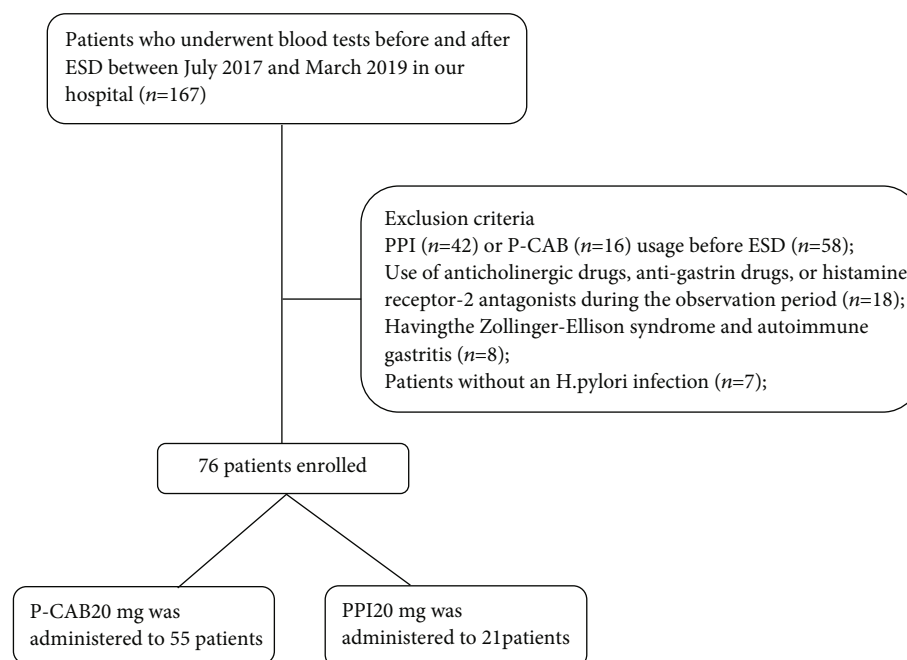 Patients who underwent blood tests before and after
ESD between July 2017 and March 2019 in our
hospital (n=167)
Exclusion criteria
PPI (n=42) or P-CAB (n=16) usage before ESD (n=58);
Use of anticholinergic drugs, anti-gastrin drugs, or histamine
receptor-2 antagonists during the observation period (n=18);
Havingthe Zollinger-Ellison syndrome and autoimmune
gastritis (n=8);
Patients without an H.pylori infection (n=7);
76 patients enrolled
P-CAB20 mg was
administered to 55 patients
PPI20 mg was
administered to 21patients